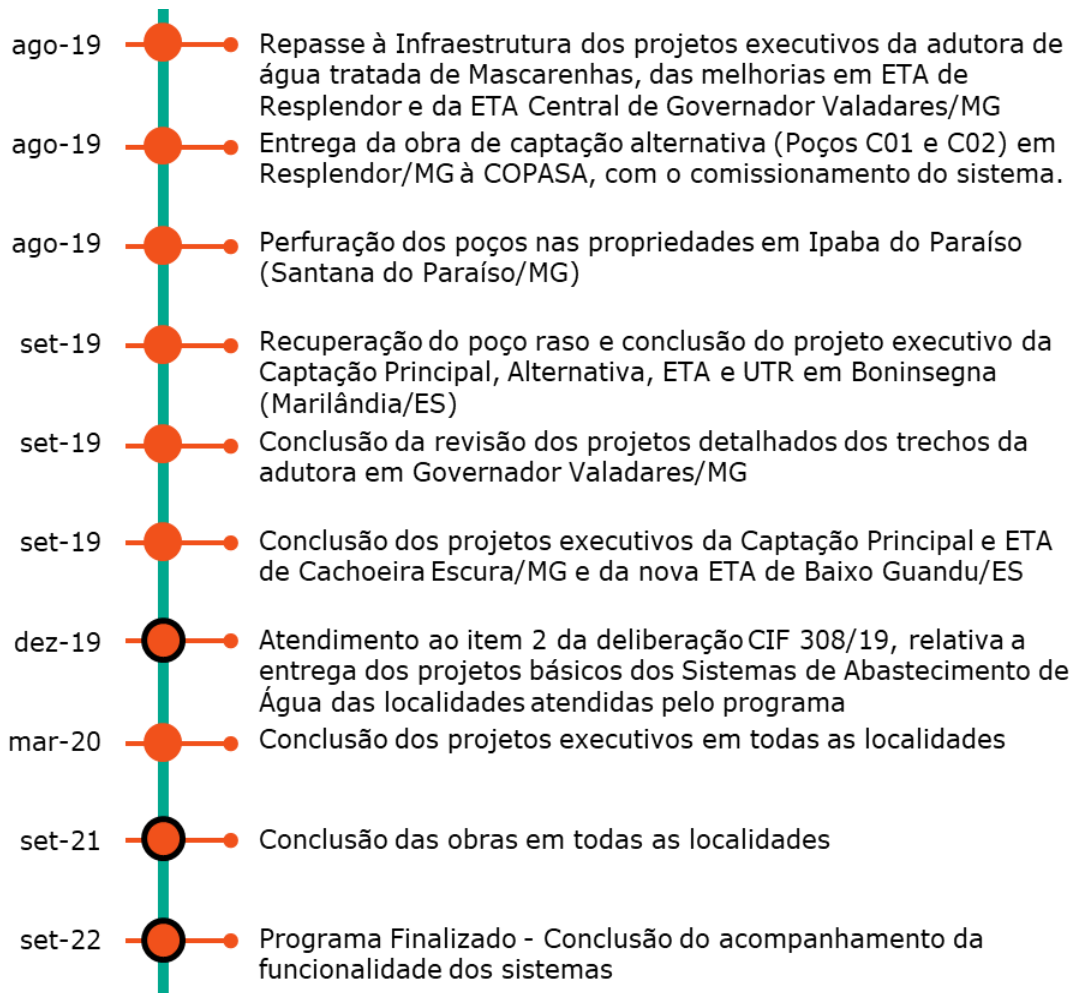 ago-19 Repasse à Infraestrutura dos projetos executivos da adutora de
água tratada de Mascarenhas, das melhorias em ETA de
Resplendor e da ETA Central de Governador Valadares/MG
ago-19 Entrega da obra de captação alternativa (Poços C01 e C02) em
Resplendor/MG à COPASA, com o comissionamento do sistema.
ago-19 Perfuração dos poços nas propriedades em Ipaba do Paraíso
(Santana do Paraíso/MG)
set-19 Recuperação do poço raso e conclusão do projeto executivo da
Captação Principal, Alternativa, ETA e UTR em Boninsegna
(Marilândia/ES)
set-19 Conclusão da revisão dos projetos detalhados dos trechos da
adutora em Governador Valadares/MG
set-19 Conclusão dos projetos executivos da Captação Principal e ETA
de Cachoeira Escura/MG e da nova ETA de Baixo Guandu/ES
dez-19 Atendimento ao item 2 da deliberação CIF 308/19, relativa a
entrega dos projetos básicos dos Sistemas de Abastecimento de
Água das localidades atendidas pelo programa
mar-20 Conclusão dos projetos executivos em todas as localidades
set-21 Conclusão das obras em todas as localidades
set-22 Programa Finalizado - Conclusão do acompanhamento da
funcionalidade dos sistemas